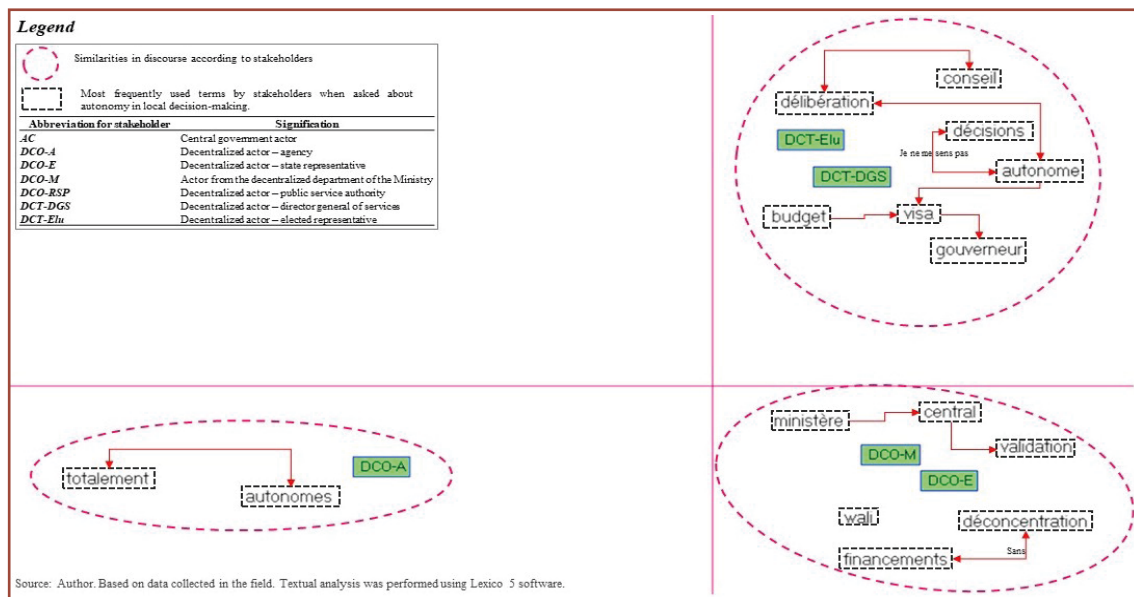 Legend
Similarities in discourse according to stakeholders
Most frequently used terms by stakeholders when asked about
autonomy in local decision-making.
Abbreviation for stakeholder Signification
AC Central government actor
DCO-A Decentralized actor – agency
DCO-E Decentralized actor – state representative
DCO-M Actor from the decentralized department of the Ministry
DCO-RSP Decentralized actor – public service authority
DCT-DGS Decentralized actor – director general of services
DCT-Elu Decentralized actor – elected representative
conseil
délibération
décisions
DCT-Elu
Je ne me sens pas
autonome
DCT-DGS
budget
visa
gouverneur
totalement
autonomes
DCO-A
ministère
central
validation
DCO-M
DCO-E
wali
déconcentration
Sans
financements
Source: Author. Based on data collected in the field. Textual analysis was performed using Lexico 5 software.